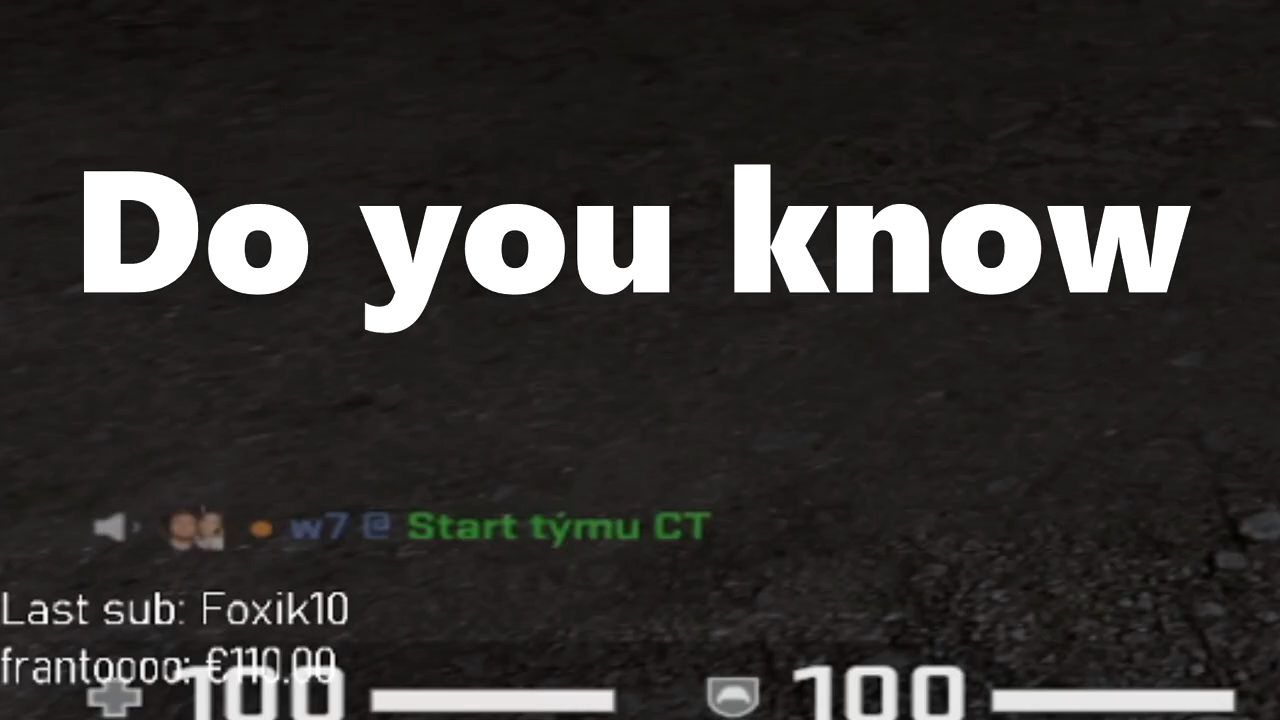 Do you know
w7 @ Start týmu CT
Last sub: Foxik10
frantoooo: €110.00
100 100